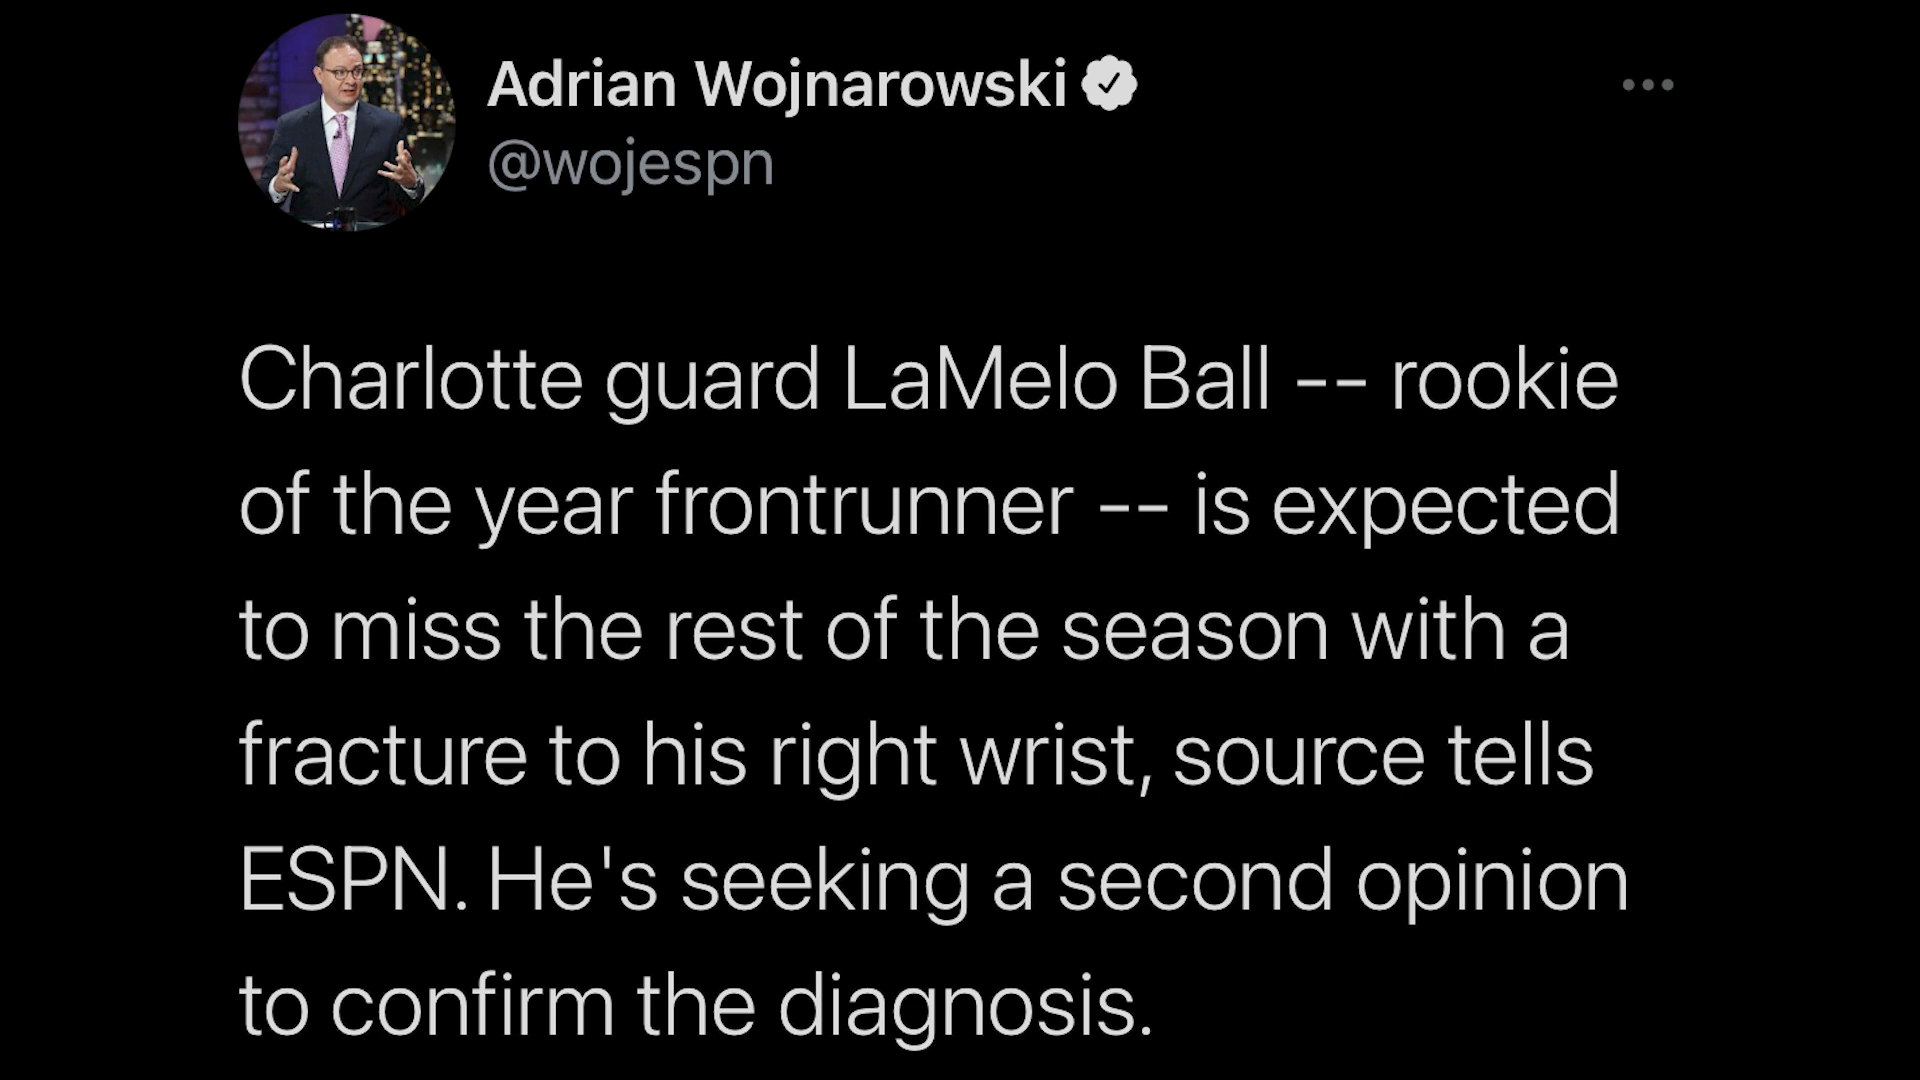 Adrian Wojnarowski
@wojespn
Charlotte guard LaMelo Ball -- rookie
of the year frontrunner -- is expected
to miss the rest of the season with a
fracture to his right wrist, source tells
ESPN. He's seeking a second opinion
to confirm the diagnosis.